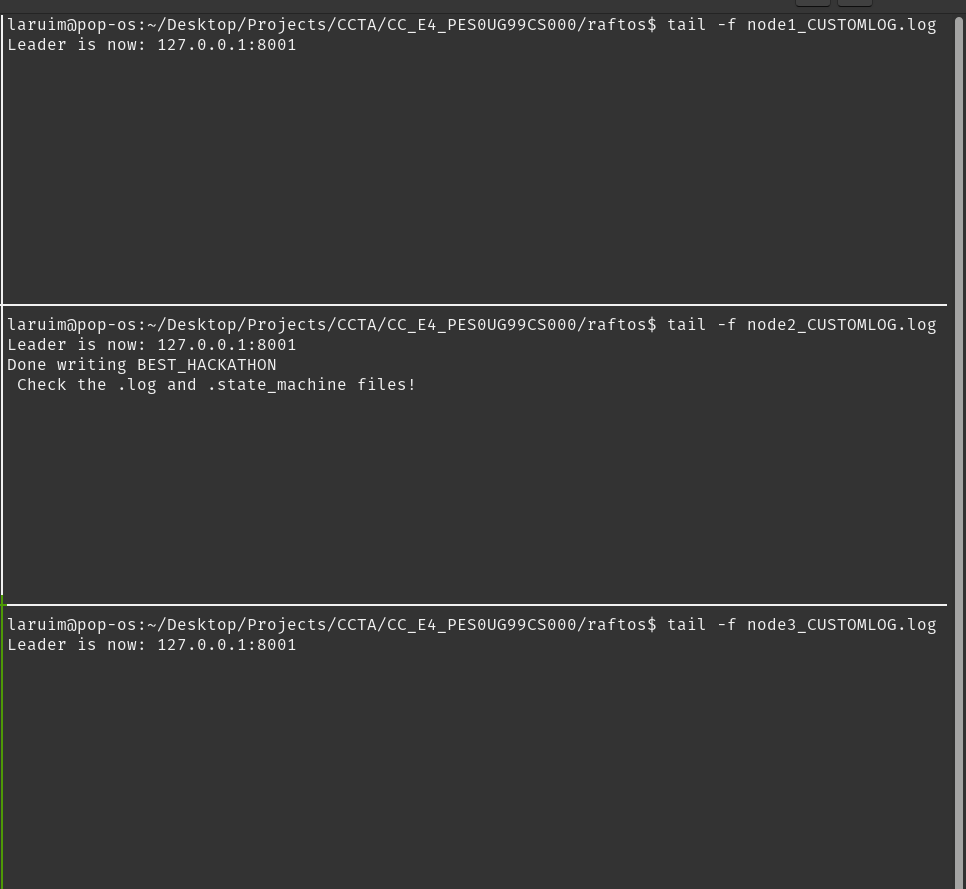 laruim@pop-os:~/Desktop/Projects/CCTA/CC_E4_PES0UG99CS000/raftos$ tail -f node1_CUSTOMLOG.log
Leader is now: 127.0.0.1:8001
laruim@pop-os:~/Desktop/Projects/CCTA/CC_E4_PES0UG99CS000/raftos$ tail -f node2_CUSTOMLOG.log
Leader is now: 127.0.0.1:8001
Done writing BEST_HACKATHON
 Check the .log and .state_machine files!
laruim@pop-os:~/Desktop/Projects/CCTA/CC_E4_PES0UG99CS000/raftos$ tail -f node3_CUSTOMLOG.log
Leader is now: 127.0.0.1:8001